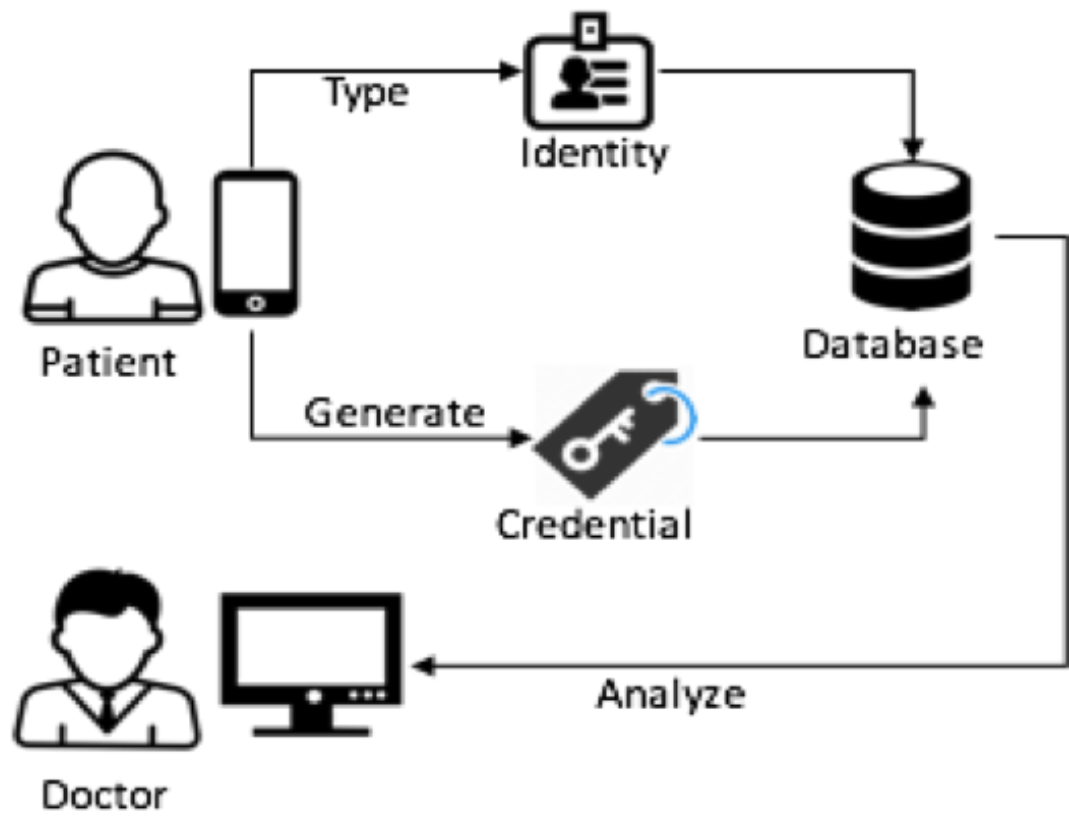 Type
Identity
Patient
Database
Generate
Credential
Analyze
Doctor